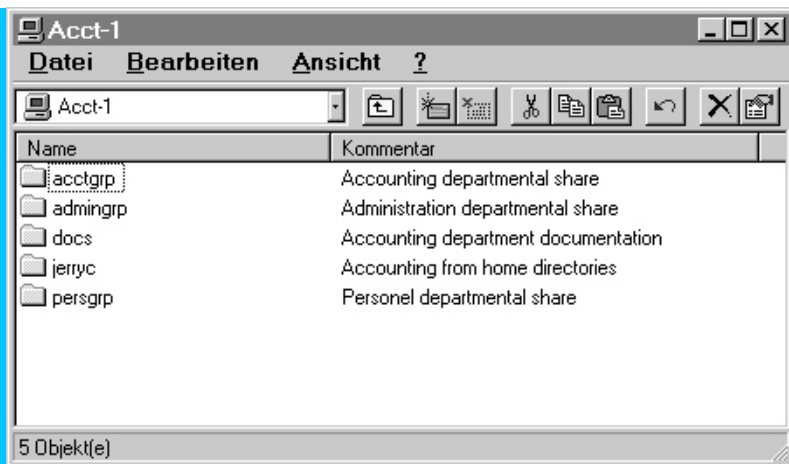 Acct-1
Datei Bearbeiten Ansicht ?
Acct-1
Name Kommentar
acctgrp Accounting departmental share
admingrp Administration departmental share
docs Accounting department documentation
jerryc Accounting from home directories
persgrp Personel departmental share
5 Objekt(e)